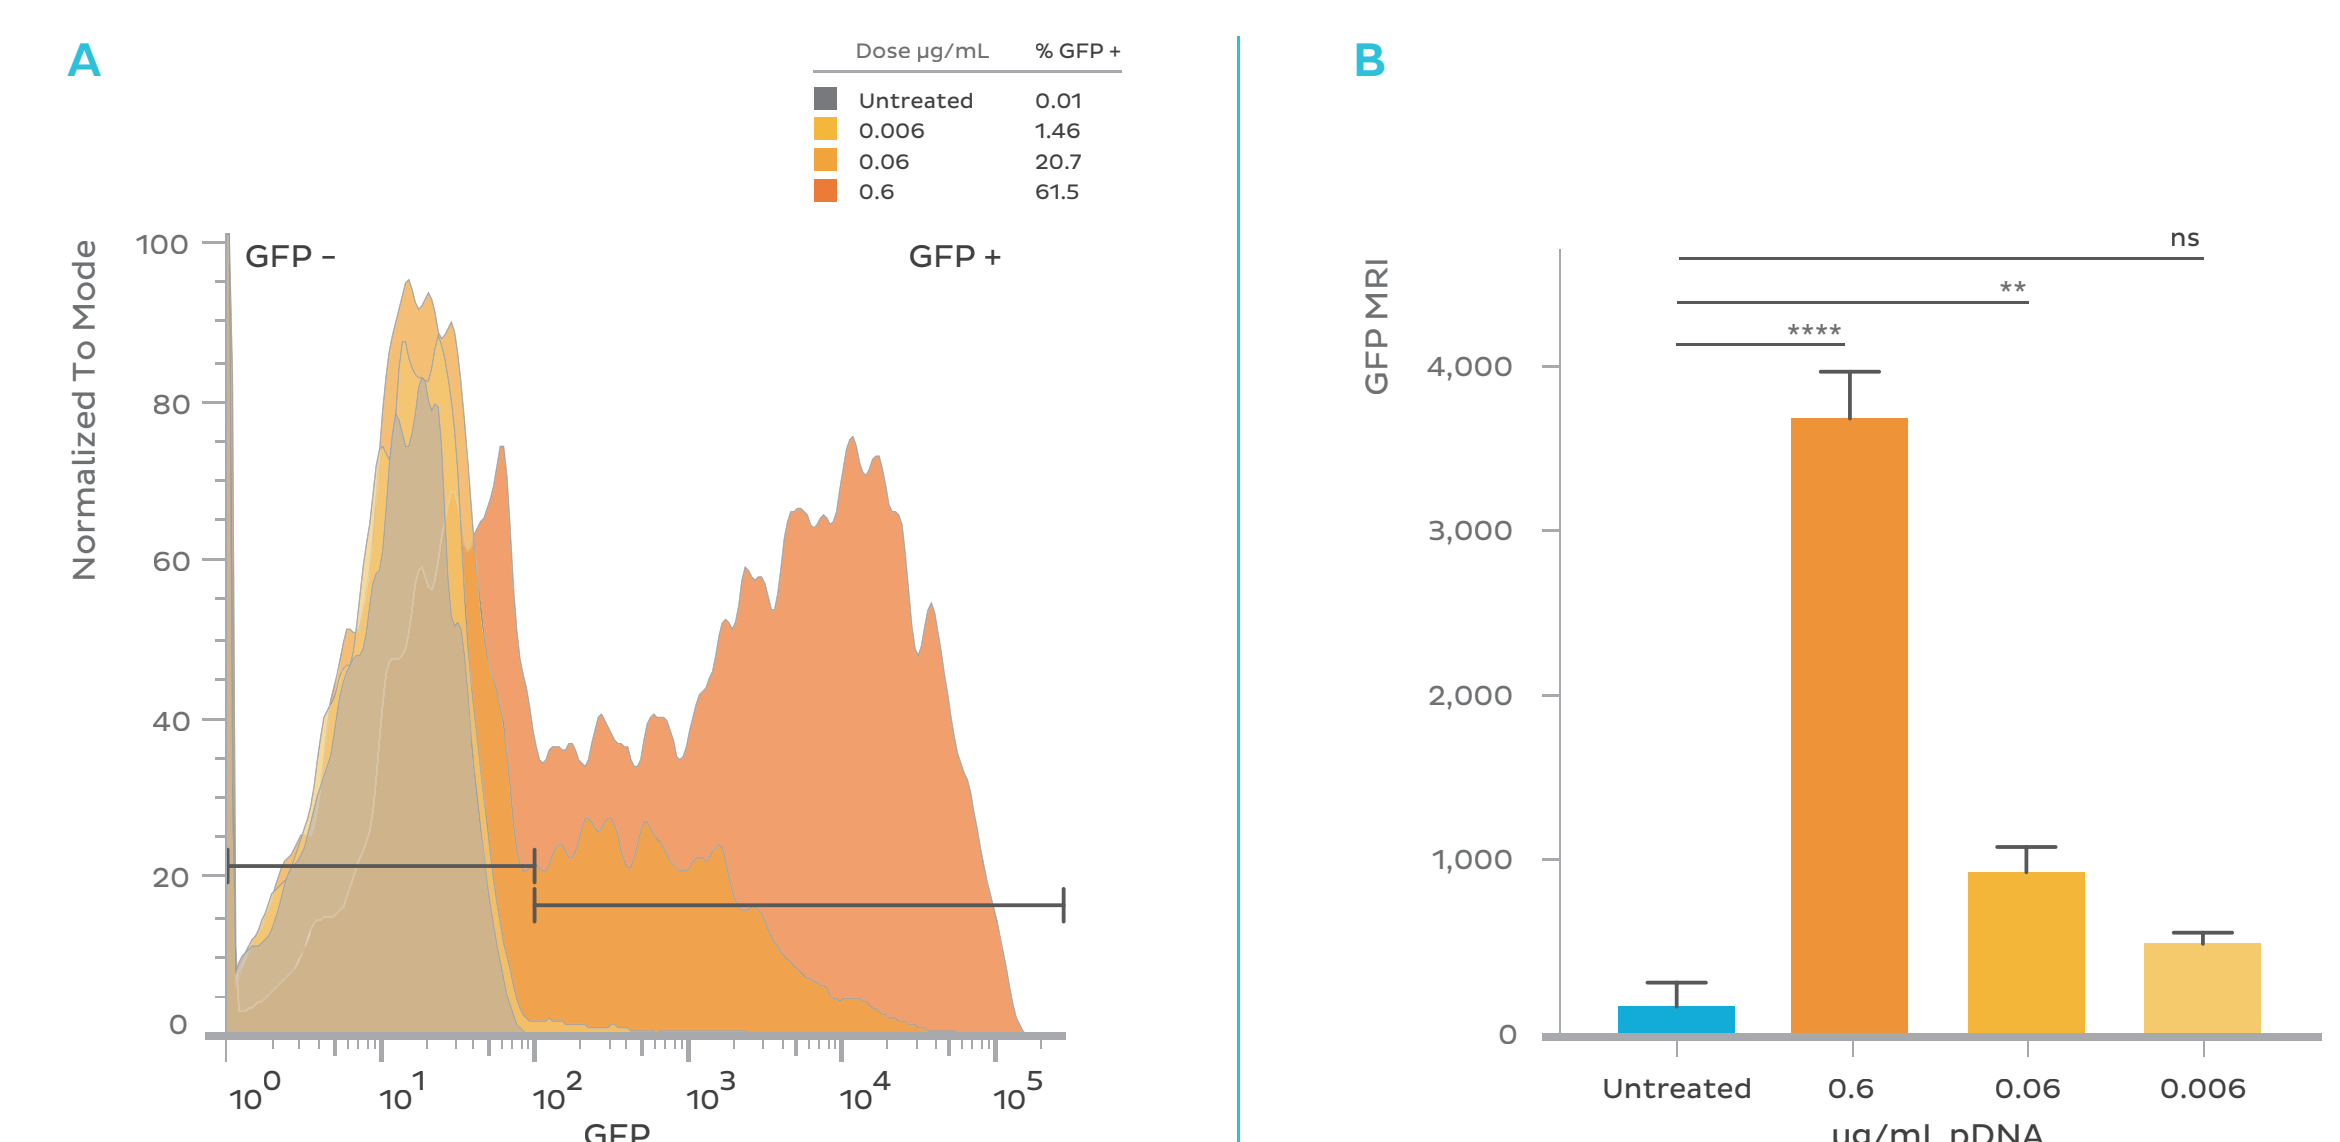 A
Dose µg/mL % GFP +
Untreated 0.01
0.006 1.46
0.06 20.7
0.6 61.5
Normalized To Mode
100
80
60
40
20
0
GFP -
GFP +
10^0 10^1 10^2 10^3 10^4 10^5
GFP
B
GFP MRI
4,000
3,000
2,000
1,000
0
ns
**
****
Untreated 0.6 0.06 0.006
µg/mL pDNA